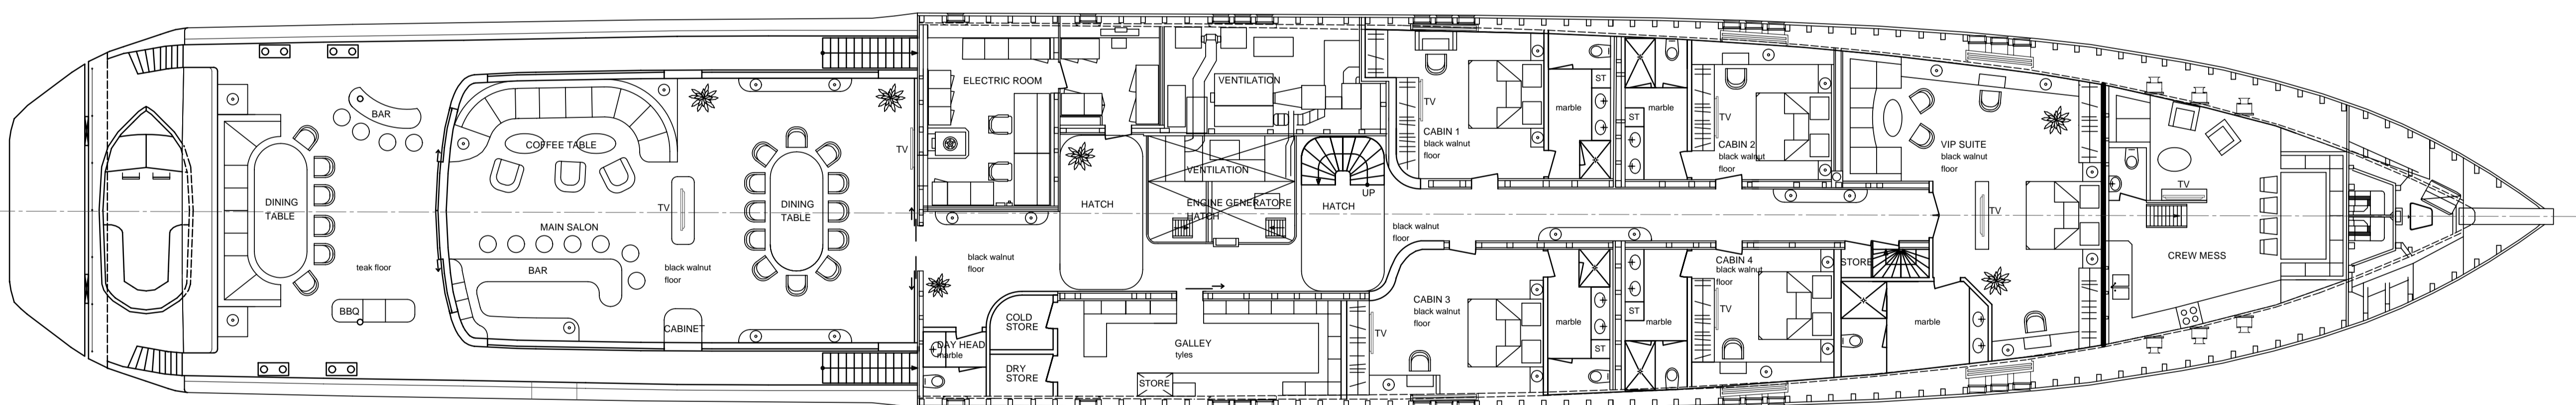 DINING
TABLE
teak floor
BAR
BBQ
COFFEE TABLE
MAIN SALON
BAR
TV
black walnut
floor
CABINET
DINING
TABLE
TV
ELECTRIC ROOM
black walnut
floor
DAY HEAD
marble
COLD
STORE
DRY
STORE
HATCH
VENTILATION
VENTILATION
ENGINE GENERATORE
HATCH
GALLEY
tyles
STORE
UP
HATCH
TV
CABIN 1
black walnut
floor
black walnut
floor
TV
CABIN 3
black walnut
floor
marble
ST
marble
ST
ST
marble
ST
marble
TV
CABIN 2
black walnut
floor
CABIN 4
black walnut
floor
TV
STORE
marble
VIP SUITE
black walnut
floor
TV
TV
CREW MESS